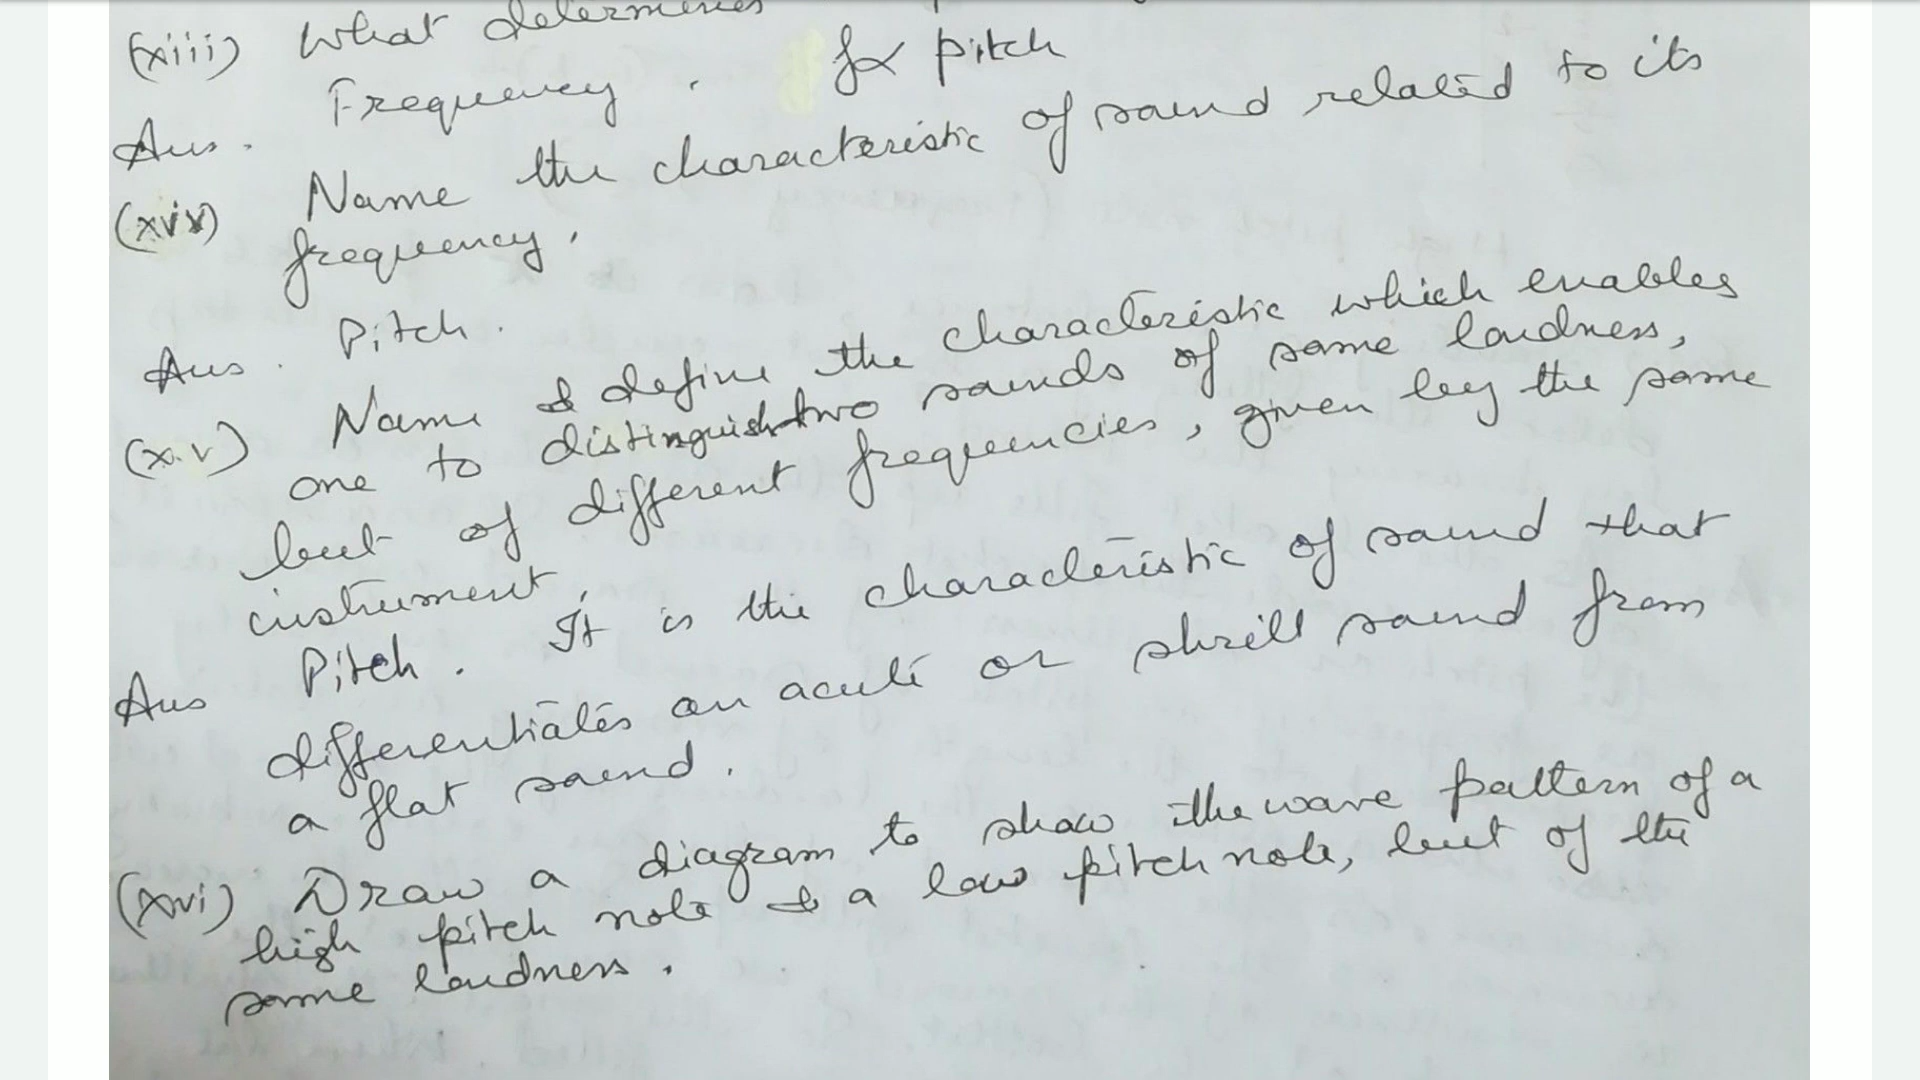 (xiii) What determines
Ans. Frequency. f ∝ pitch
(xiv) Name the characteristic of sound related to its
frequency.
Ans. Pitch.
(xv) Name & define the characteristic which enables
one to distinguish two sounds of same loudness,
but of different frequencies, given by the same
instrument.
Ans Pitch. It is the characteristic of sound that
differentiates an acute or shrill sound from
a flat sound.
(xvi) Draw a diagram to show the wave pattern of a
high pitch note & a low pitch note, but of the
same loudness.